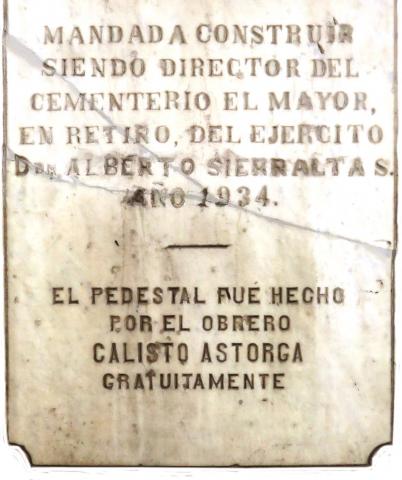 MANDADA CONSTRUIR
SIENDO DIRECTOR DEL
CEMENTERIO EL MAYOR,
EN RETIRO, DEL EJERCITO
DON ALBERTO SIERRALTA S.
AÑO 1934.
EL PEDESTAL FUÉ HECHO
POR EL OBRERO
CALISTO ASTORGA
GRATUITAMENTE